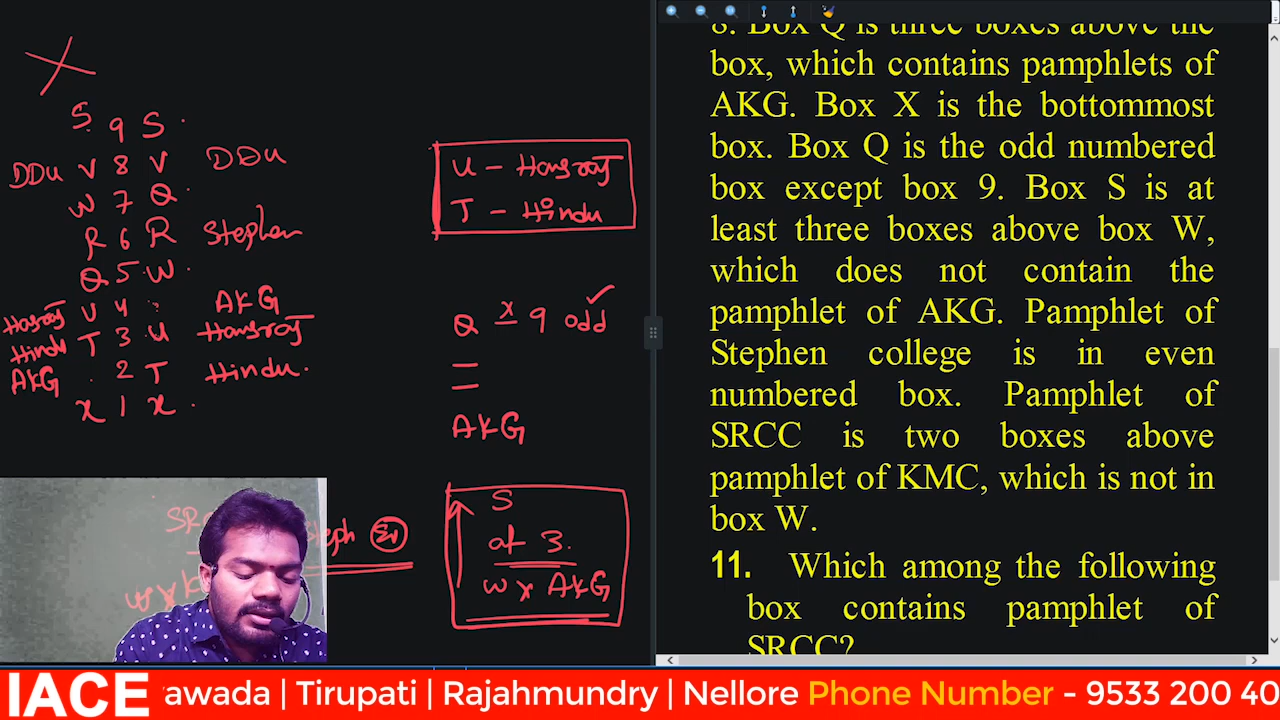 S 9 S
DDU V 8 V DDU
W 7 Q
R 6 R Stephen
Q 5 W
U 4 AKG
T 3 U Hansraj
Hindu
AKG 2 T Hindu
X 1 X
U - Hansraj
T - Hindu
Q x 9 odd
AKG
S
at 3.
W x AKG
8. Box Q is three boxes above the
box, which contains pamphlets of
AKG. Box X is the bottommost
box. Box Q is the odd numbered
box except box 9. Box S is at
least three boxes above box W,
which does not contain the
pamphlet of AKG. Pamphlet of
Stephen college is in even
numbered box. Pamphlet of
SRCC is two boxes above
pamphlet of KMC, which is not in
box W.
11. Which among the following
box contains pamphlet of
SRCC?
IACE awada | Tirupati | Rajahmundry | Nellore Phone Number - 9533 200 40